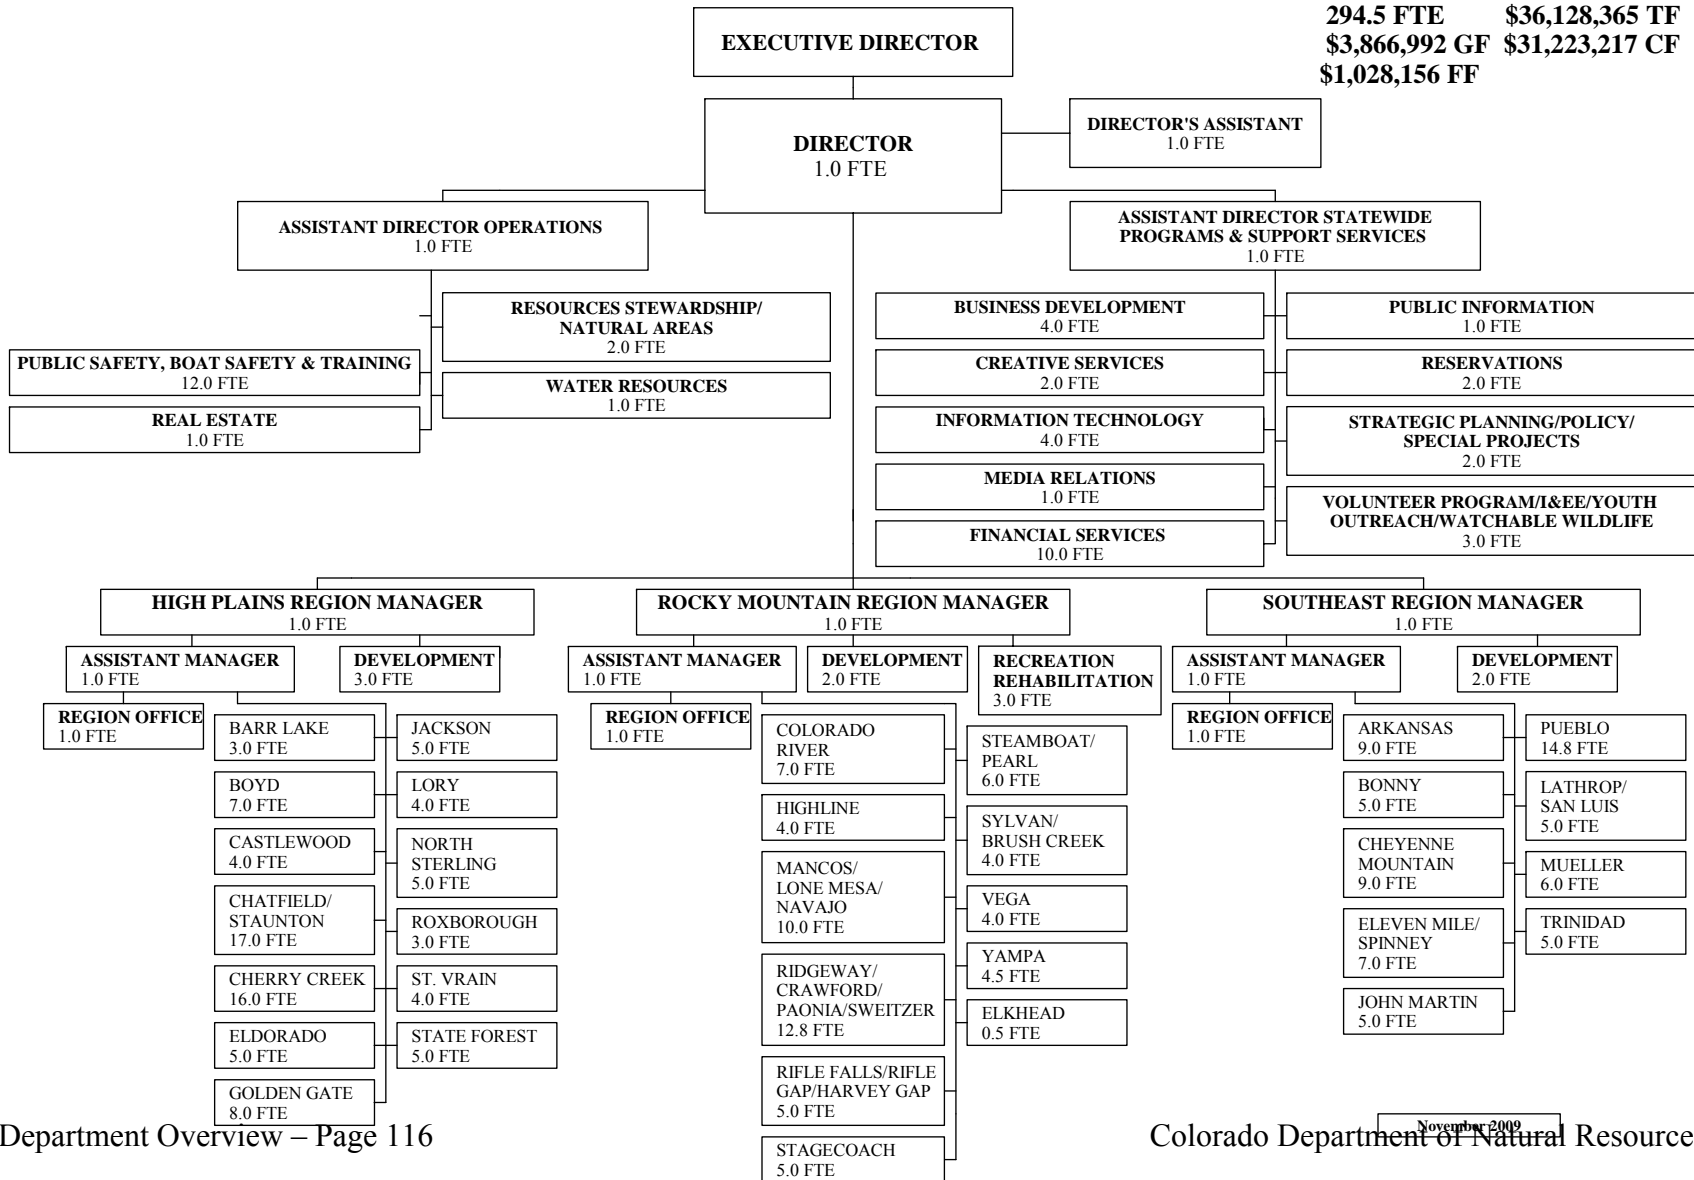 294.5 FTE $36,128,365 TF
$3,866,992 GF $31,223,217 CF
$1,028,156 FF
EXECUTIVE DIRECTOR
DIRECTOR
1.0 FTE
DIRECTOR'S ASSISTANT
1.0 FTE
ASSISTANT DIRECTOR OPERATIONS
1.0 FTE
ASSISTANT DIRECTOR STATEWIDE
PROGRAMS & SUPPORT SERVICES
1.0 FTE
RESOURCES STEWARDSHIP/
NATURAL AREAS
2.0 FTE
PUBLIC SAFETY, BOAT SAFETY & TRAINING
12.0 FTE
WATER RESOURCES
1.0 FTE
REAL ESTATE
1.0 FTE
BUSINESS DEVELOPMENT
4.0 FTE
PUBLIC INFORMATION
1.0 FTE
CREATIVE SERVICES
2.0 FTE
RESERVATIONS
2.0 FTE
INFORMATION TECHNOLOGY
4.0 FTE
STRATEGIC PLANNING/POLICY/
SPECIAL PROJECTS
2.0 FTE
MEDIA RELATIONS
1.0 FTE
VOLUNTEER PROGRAM/I&EE/YOUTH
OUTREACH/WATCHABLE WILDLIFE
3.0 FTE
FINANCIAL SERVICES
10.0 FTE
HIGH PLAINS REGION MANAGER
1.0 FTE
ASSISTANT MANAGER
1.0 FTE
DEVELOPMENT
3.0 FTE
REGION OFFICE
1.0 FTE
BARR LAKE
3.0 FTE
JACKSON
5.0 FTE
BOYD
7.0 FTE
LORY
4.0 FTE
CASTLEWOOD
4.0 FTE
NORTH
STERLING
5.0 FTE
CHATFIELD/
STAUNTON
17.0 FTE
ROXBOROUGH
3.0 FTE
CHERRY CREEK
16.0 FTE
ST. VRAIN
4.0 FTE
ELDORADO
5.0 FTE
STATE FOREST
5.0 FTE
GOLDEN GATE
8.0 FTE
ROCKY MOUNTAIN REGION MANAGER
1.0 FTE
ASSISTANT MANAGER
1.0 FTE
DEVELOPMENT
2.0 FTE
RECREATION
REHABILITATION
3.0 FTE
REGION OFFICE
1.0 FTE
COLORADO
RIVER
7.0 FTE
STEAMBOAT/
PEARL
6.0 FTE
HIGHLINE
4.0 FTE
SYLVAN/
BRUSH CREEK
4.0 FTE
MANCOS/
LONE MESA/
NAVAJO
10.0 FTE
VEGA
4.0 FTE
YAMPA
4.5 FTE
RIDGEWAY/
CRAWFORD/
PAONIA/SWEITZER
12.8 FTE
ELKHEAD
0.5 FTE
RIFLE FALLS/RIFLE
GAP/HARVEY GAP
5.0 FTE
STAGECOACH
5.0 FTE
SOUTHEAST REGION MANAGER
1.0 FTE
ASSISTANT MANAGER
1.0 FTE
DEVELOPMENT
2.0 FTE
REGION OFFICE
1.0 FTE
ARKANSAS
9.0 FTE
PUEBLO
14.8 FTE
BONNY
5.0 FTE
LATHROP/
SAN LUIS
5.0 FTE
CHEYENNE
MOUNTAIN
9.0 FTE
MUELLER
6.0 FTE
ELEVEN MILE/
SPINNEY
7.0 FTE
TRINIDAD
5.0 FTE
JOHN MARTIN
5.0 FTE
November 2009
Department Overview – Page 116
Colorado Department of Natural Resource